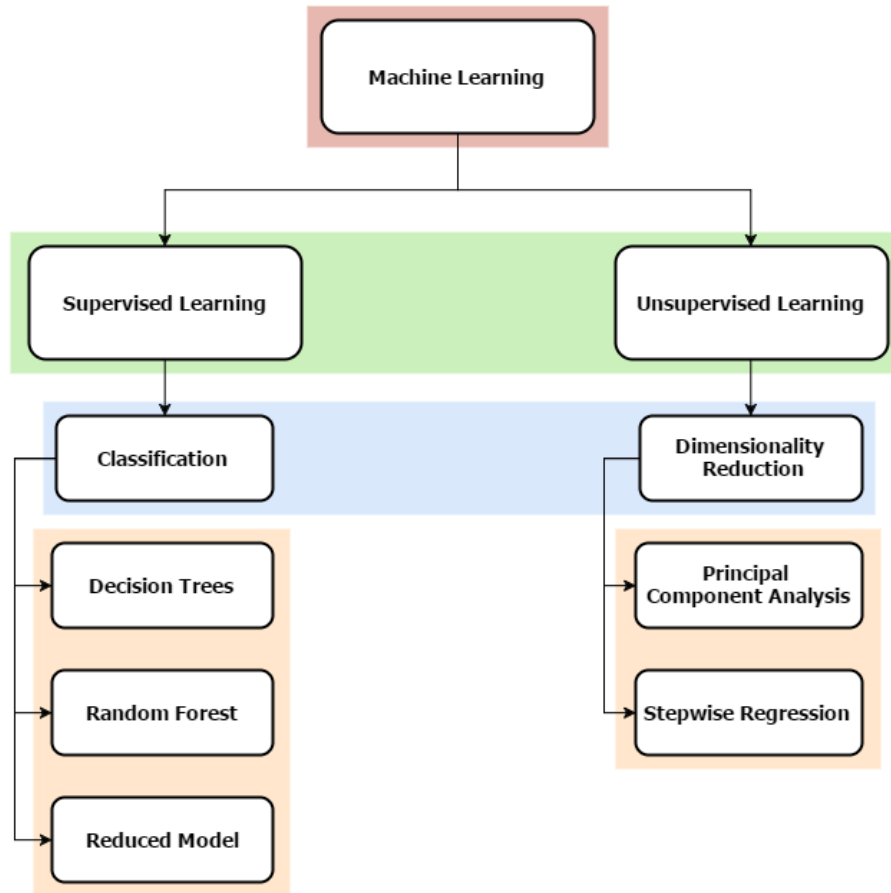 Machine Learning
Supervised Learning
Unsupervised Learning
Classification
Dimensionality
Reduction
Decision Trees
Principal
Component Analysis
Random Forest
Stepwise Regression
Reduced Model